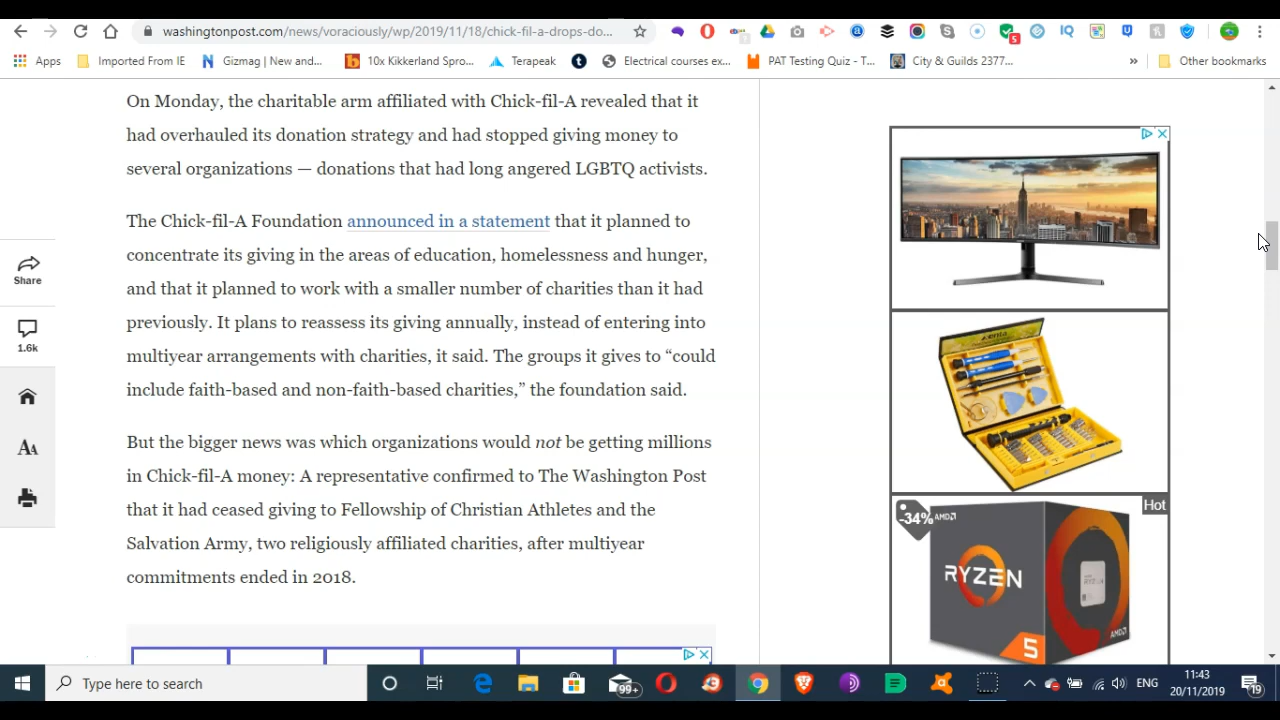 washingtonpost.com/news/voraciously/wp/2019/11/18/chick-fil-a-drops-do...
5
IQ
Apps
Imported From IE
Gizmag | New and...
10x Kikkerland Spro...
Terapeak
Electrical courses ex...
PAT Testing Quiz - T...
City & Guilds 2377...
»
Other bookmarks
On Monday, the charitable arm affiliated with Chick-fil-A revealed that it
had overhauled its donation strategy and had stopped giving money to
several organizations — donations that had long angered LGBTQ activists.
The Chick-fil-A Foundation announced in a statement that it planned to
concentrate its giving in the areas of education, homelessness and hunger,
and that it planned to work with a smaller number of charities than it had
previously. It plans to reassess its giving annually, instead of entering into
multiyear arrangements with charities, it said. The groups it gives to “could
include faith-based and non-faith-based charities,” the foundation said.
But the bigger news was which organizations would not be getting millions
in Chick-fil-A money: A representative confirmed to The Washington Post
that it had ceased giving to Fellowship of Christian Athletes and the
Salvation Army, two religiously affiliated charities, after multiyear
commitments ended in 2018.
Share
1.6k
AA
-34%
AMD
Hot
RYZEN
RYZEN
5
AMD
Type here to search
99+
ENG
11:43
20/11/2019
19